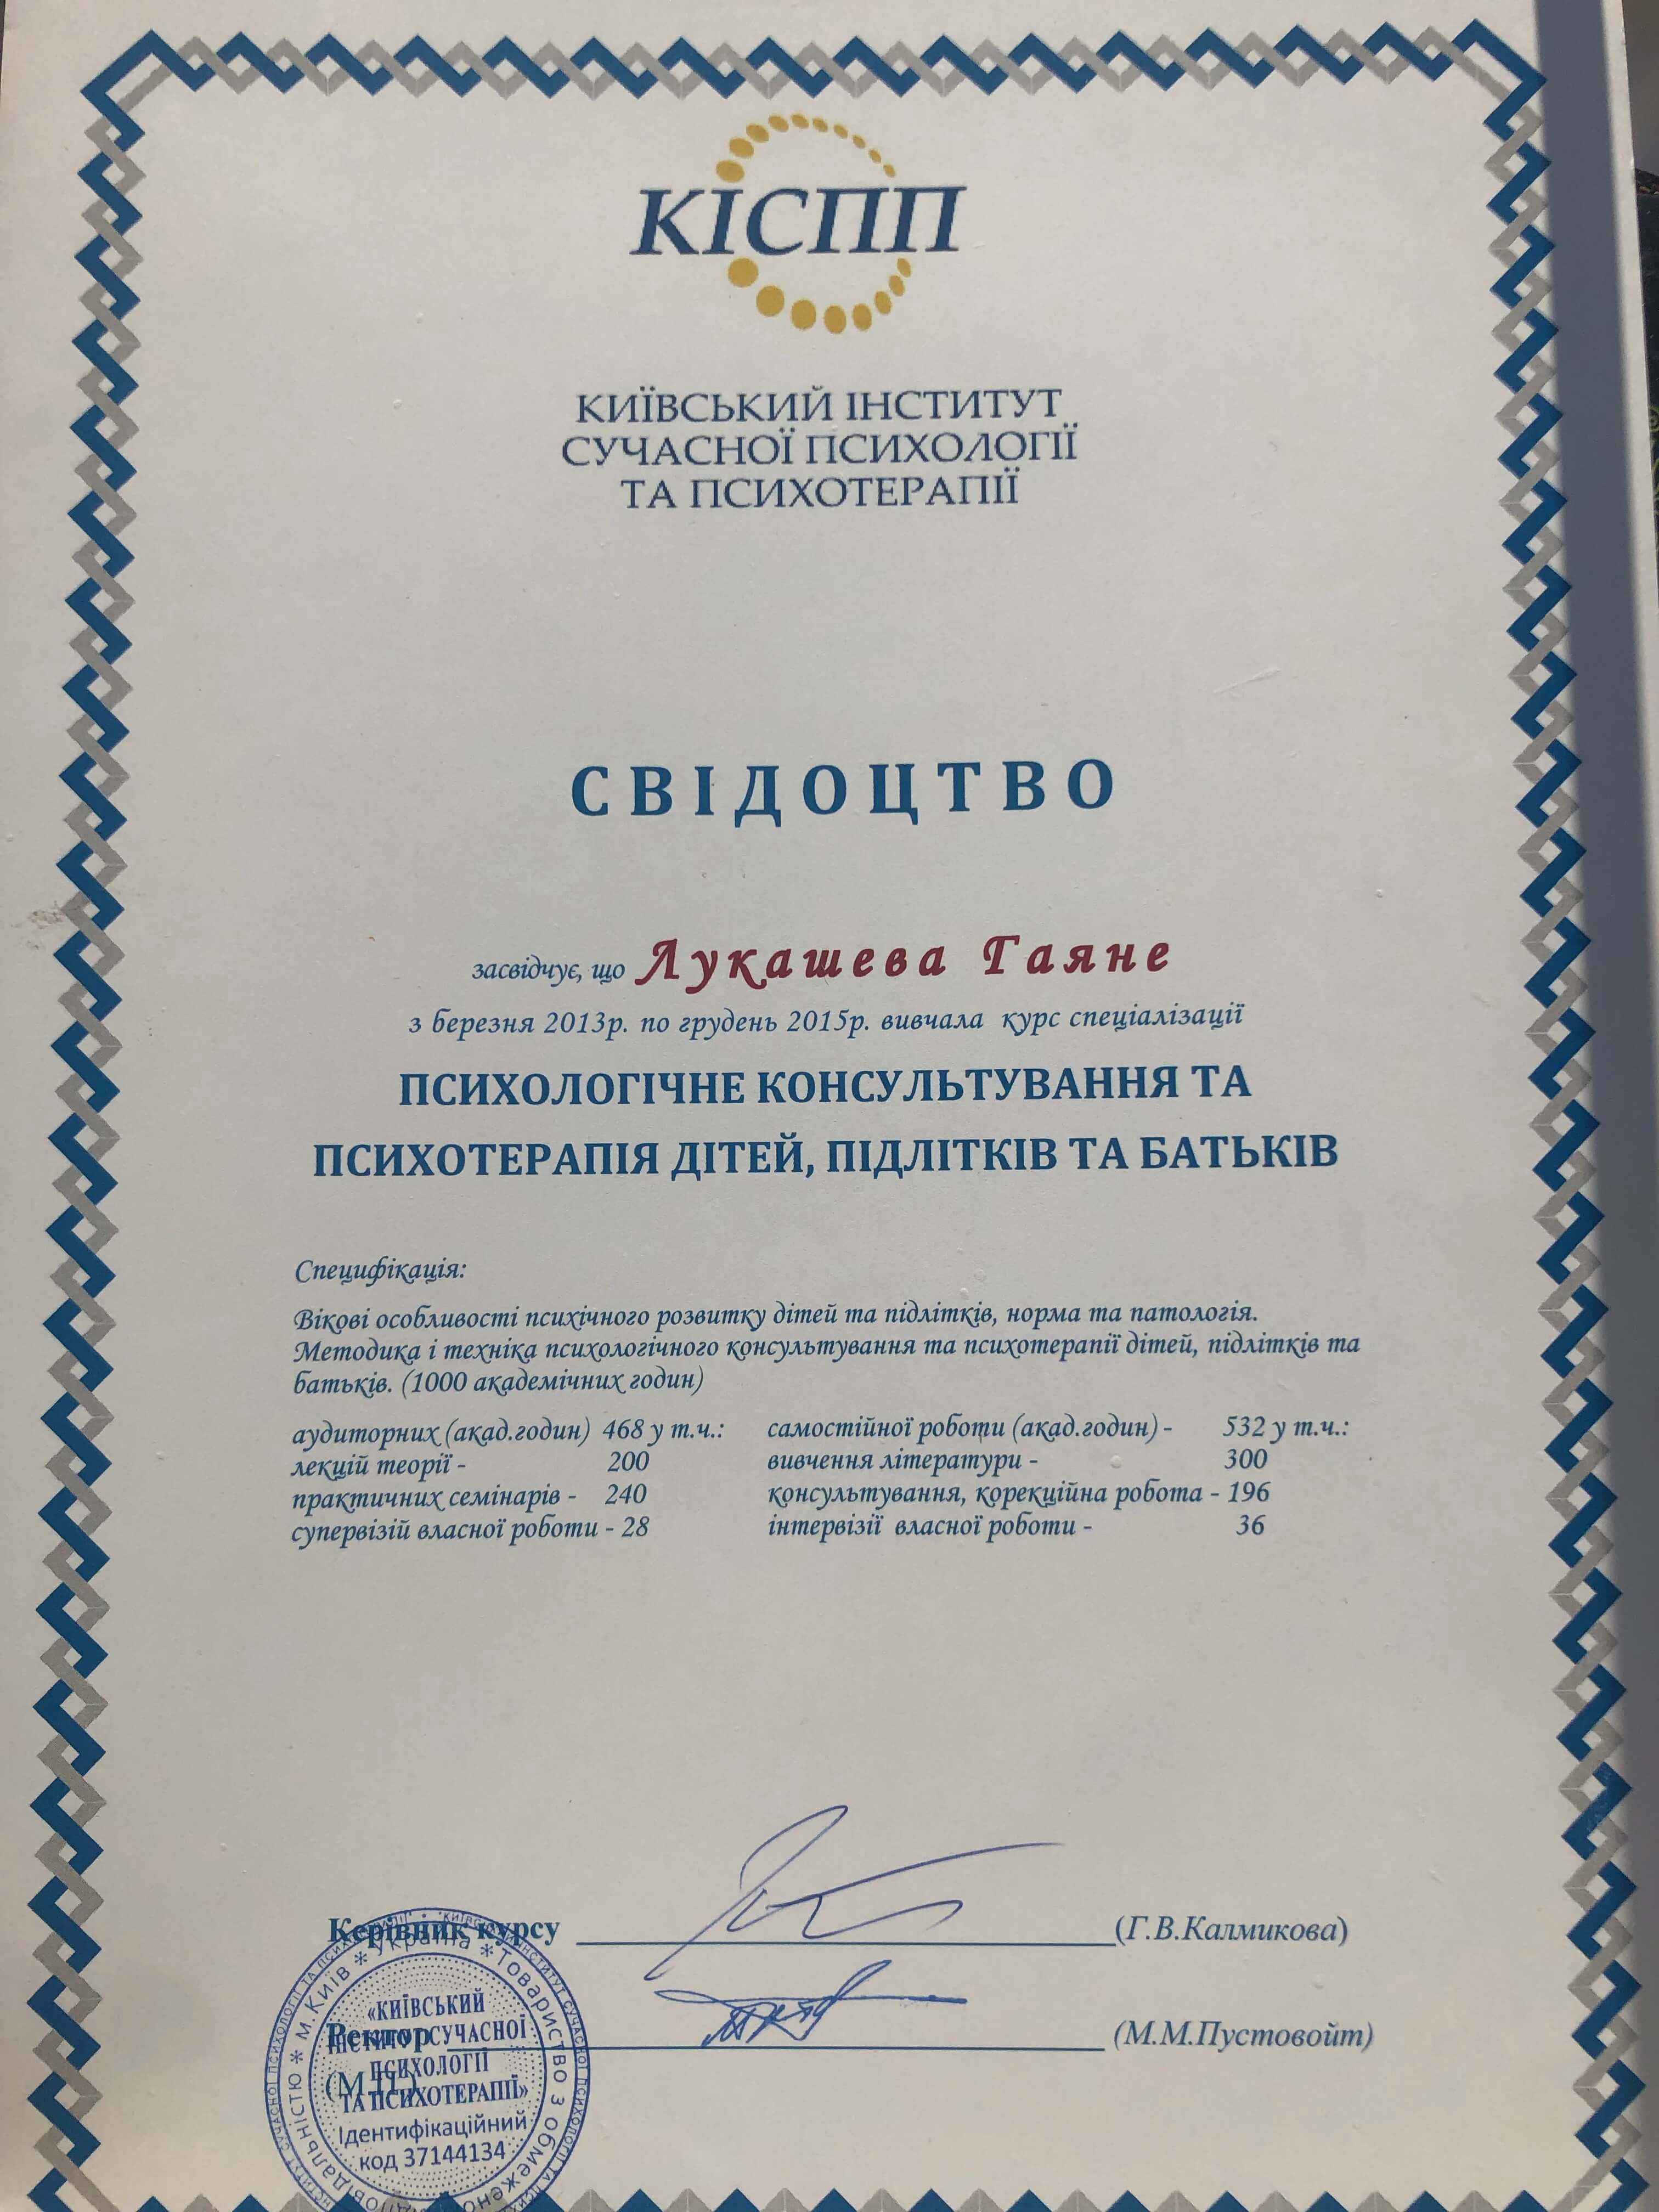 КІСПП
КИЇВСЬКИЙ ІНСТИТУТ
СУЧАСНОЇ ПСИХОЛОГІЇ
ТА ПСИХОТЕРАПІЇ
СВІДОЦТВО
засвідчує, що Лукашева Гаяне
з березня 2013р. по грудень 2015р. вивчала курс спеціалізації
ПСИХОЛОГІЧНЕ КОНСУЛЬТУВАННЯ ТА
ПСИХОТЕРАПІЯ ДІТЕЙ, ПІДЛІТКІВ ТА БАТЬКІВ
Специфікація:
Вікові особливості психічного розвитку дітей та підлітків, норма та патологія.
Методика і техніка психологічного консультування та психотерапії дітей, підлітків та
батьків. (1000 академічних годин)
аудиторних (акад.годин) 468 у т.ч.:
лекцій теорії - 200
практичних семінарів - 240
супервізій власної роботи - 28
самостійної роботи (акад.годин) - 532 у т.ч.:
вивчення літератури - 300
консультування, корекційна робота - 196
інтервізії власної роботи - 36
Керівник курсу (Г.В.Калмикова)
Ректор (М.М.Пустовойт)
(М.П.)
* М. Київ * Україна * Товариство з обмеженою
відповідальністю
«КИЇВСЬКИЙ
ІНСТИТУТ СУЧАСНОЇ
ПСИХОЛОГІЇ
ТА ПСИХОТЕРАПІЇ»
Ідентифікаційний
код 37144134